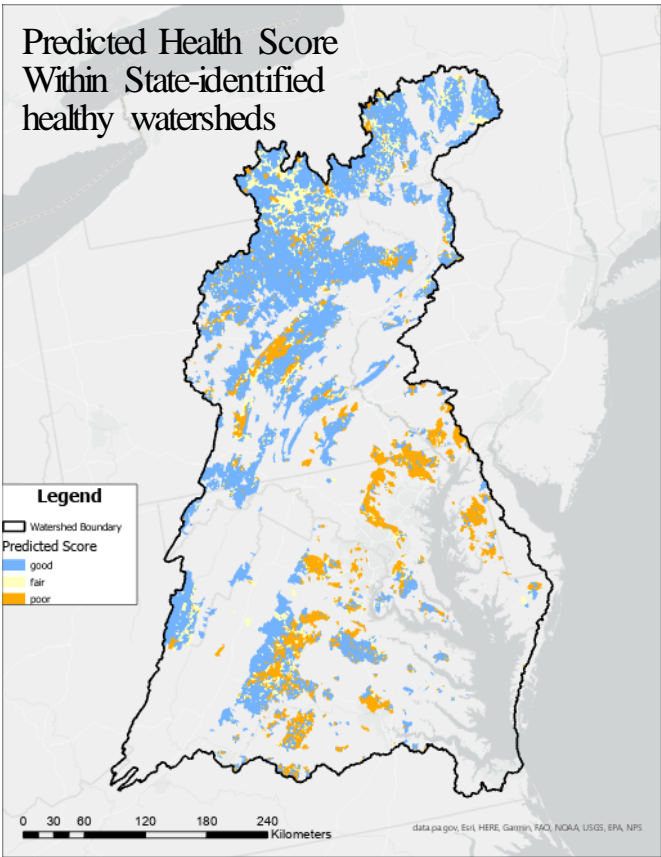 Predicted Health Score
Within State-identified
healthy watersheds
Legend
Watershed Boundary
Predicted Score
good
fair
poor
0 30 60 120 180 240
Kilometers
data.pa.gov, Esri, HERE, Garmin, FAO, NOAA, USGS, EPA, NPS